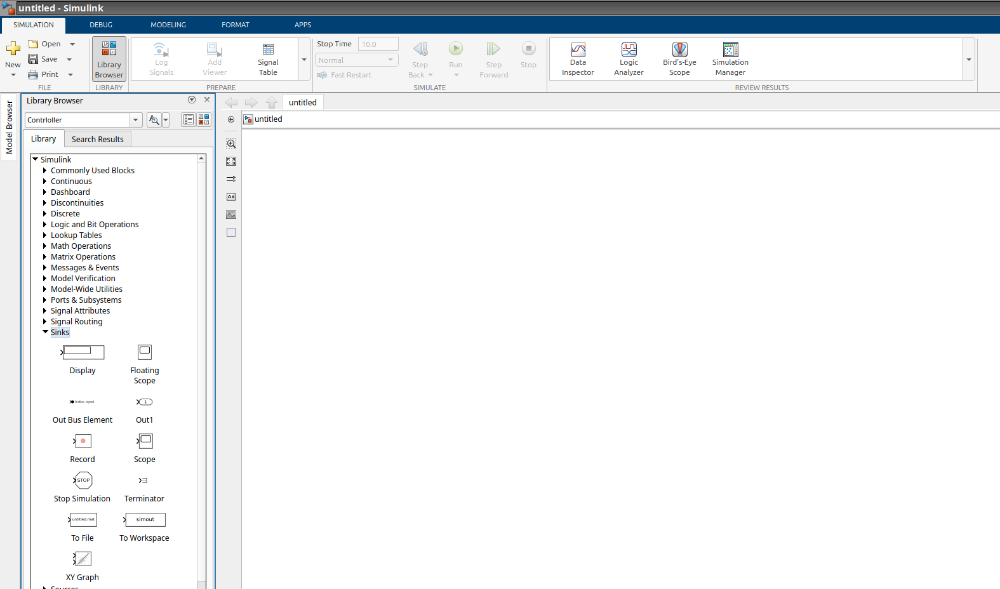 untitled - Simulink
SIMULATION DEBUG MODELING FORMAT APPS
New
Open
Save
Print
FILE
Library
Browser
LIBRARY
Log
Signals
Add
Viewer
Signal
Table
PREPARE
Stop Time 10.0
Normal
Fast Restart
Step
Back
Run
Step
Forward
Stop
SIMULATE
Data
Inspector
Logic
Analyzer
Bird's-Eye
Scope
Simulation
Manager
REVIEW RESULTS
Model Browser
Library Browser
Contrloller
Library Search Results
Simulink
Commonly Used Blocks
Continuous
Dashboard
Discontinuities
Discrete
Logic and Bit Operations
Lookup Tables
Math Operations
Matrix Operations
Messages & Events
Model Verification
Model-Wide Utilities
Ports & Subsystems
Signal Attributes
Signal Routing
Sinks
Display
Floating
Scope
Out Bus Element
1
Out1
Record
Scope
STOP
Stop Simulation
Terminator
untitled.mat
To File
simout
To Workspace
XY Graph
Sources
untitled
untitled